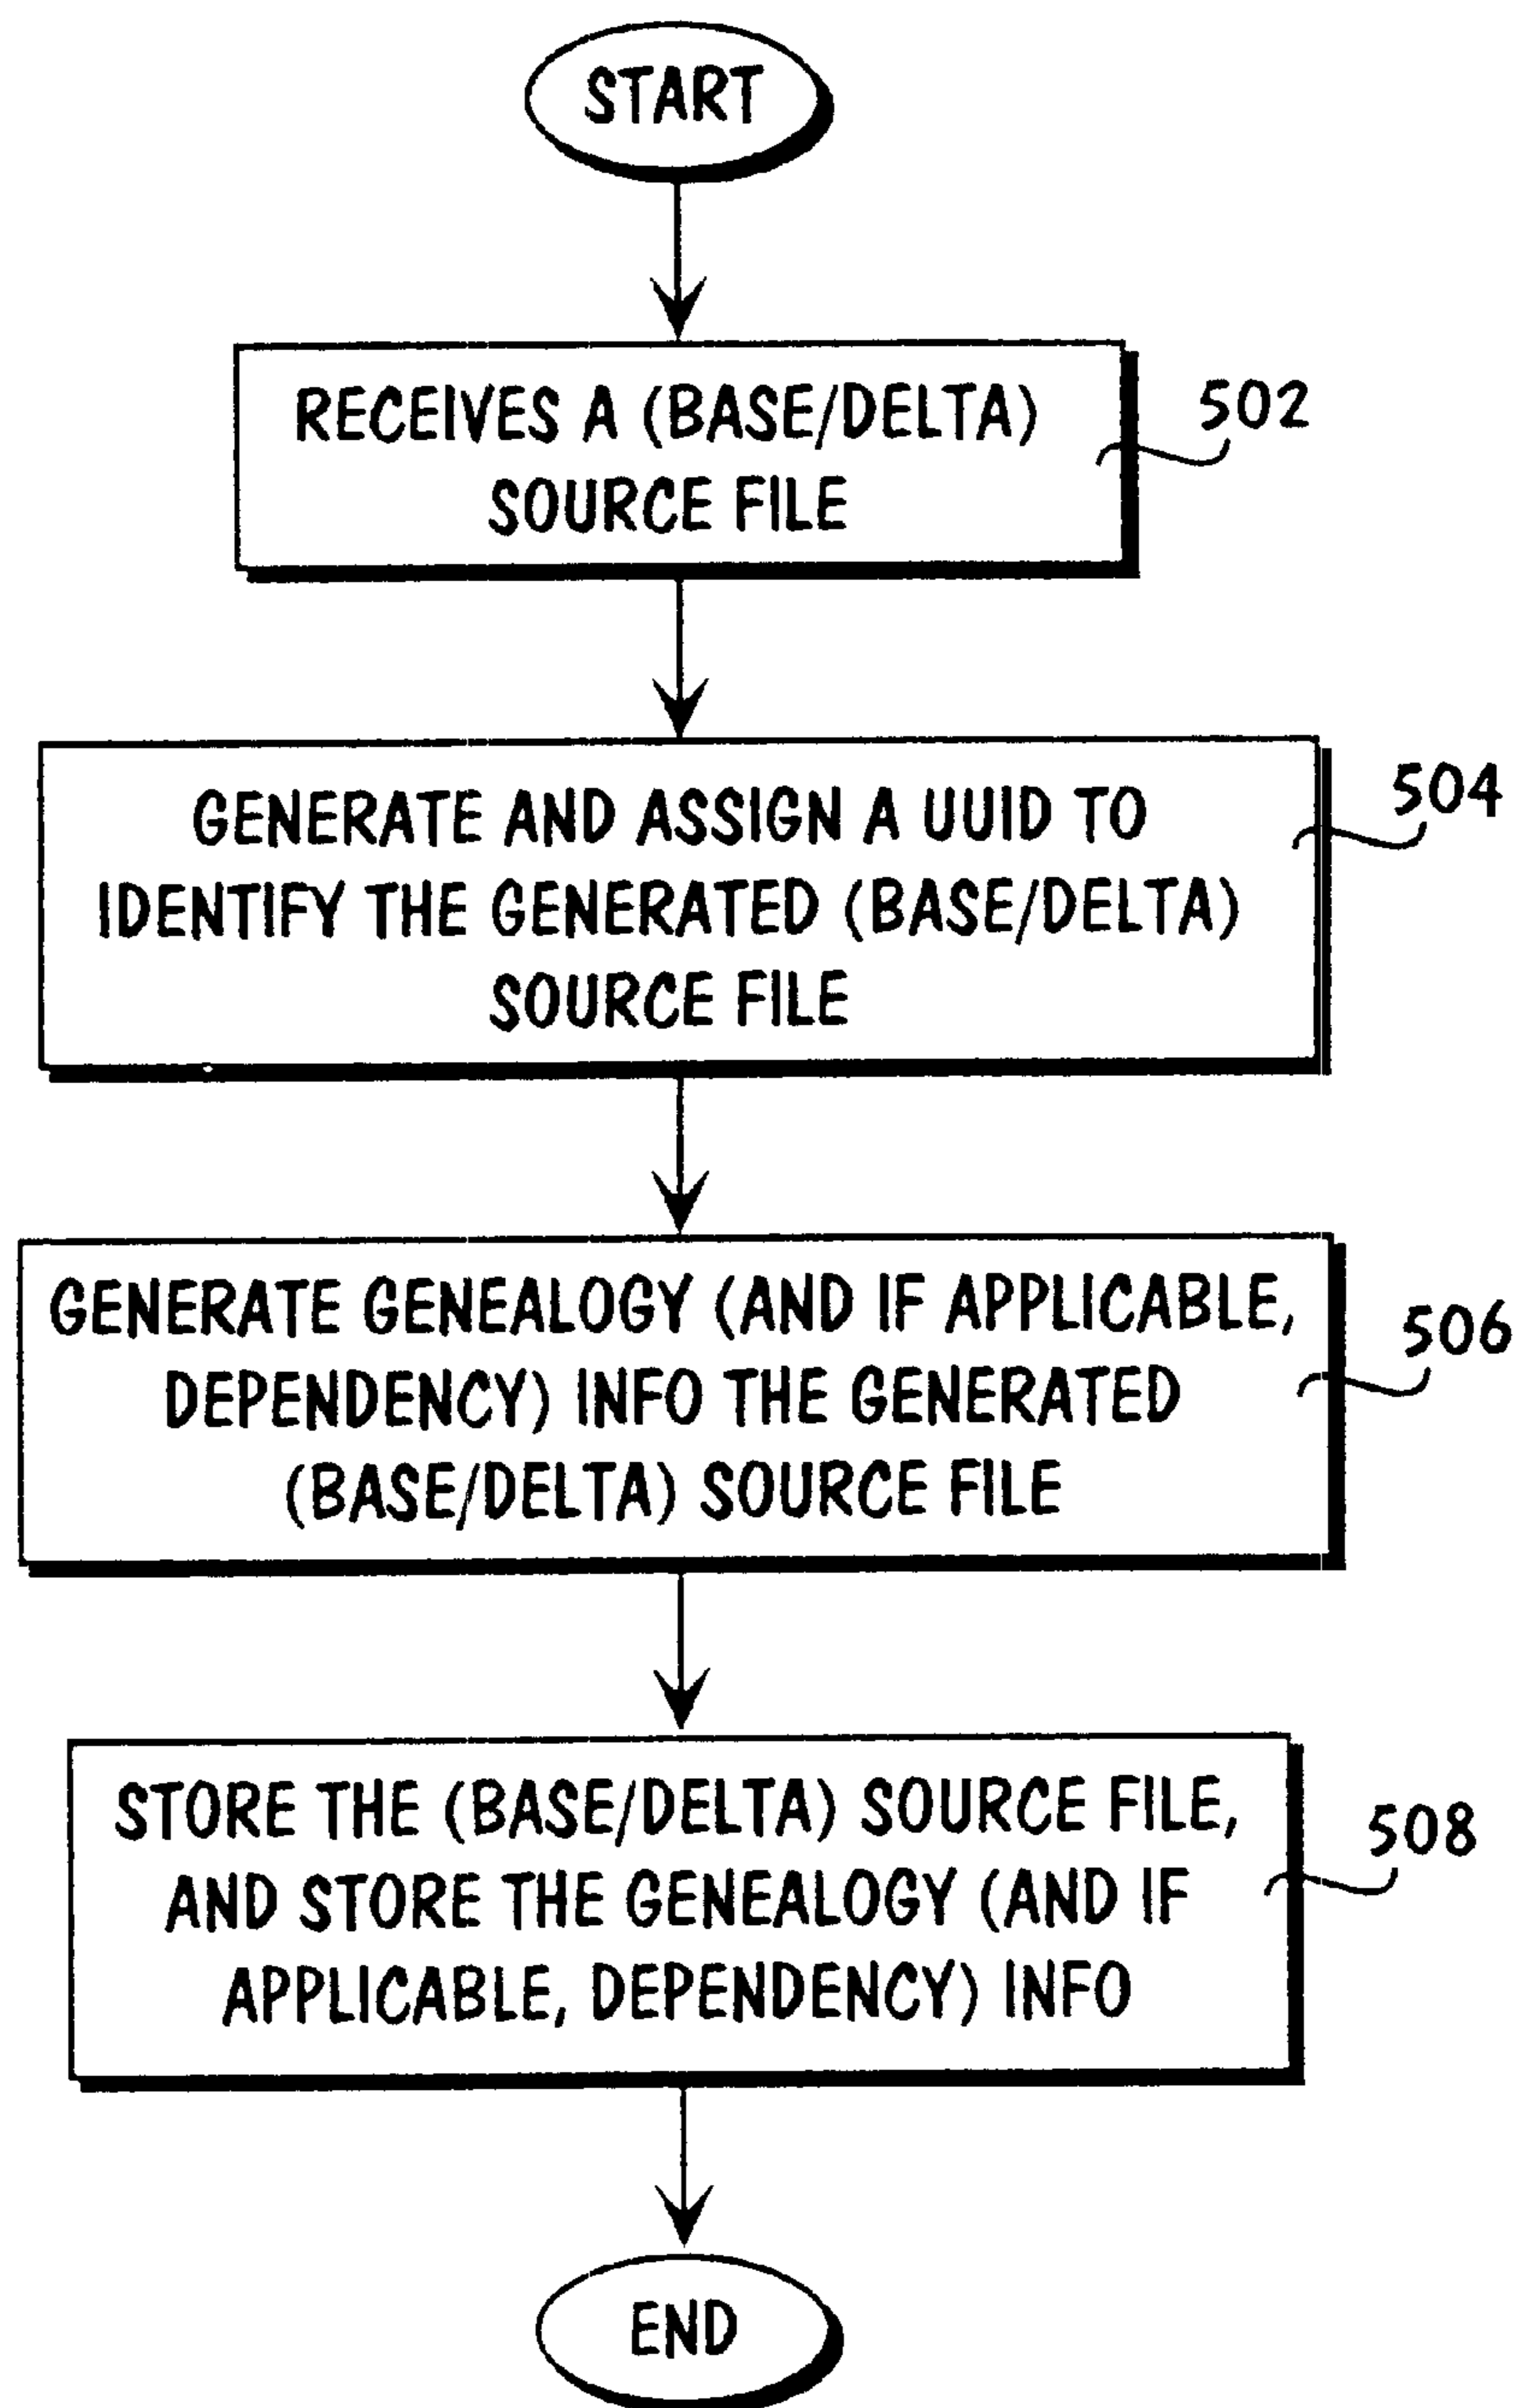 START
RECEIVES A (BASE/DELTA)
SOURCE FILE
502
GENERATE AND ASSIGN A UUID TO
IDENTIFY THE GENERATED (BASE/DELTA)
SOURCE FILE
504
GENERATE GENEALOGY (AND IF APPLICABLE,
DEPENDENCY) INFO THE GENERATED
(BASE/DELTA) SOURCE FILE
506
STORE THE (BASE/DELTA) SOURCE FILE,
AND STORE THE GENEALOGY (AND IF
APPLICABLE, DEPENDENCY) INFO
508
END